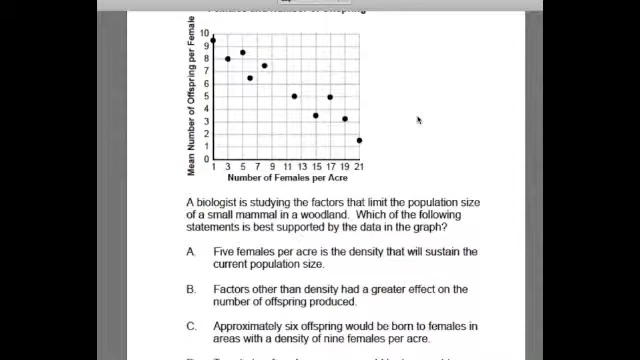 Females and Number of Offspring
Mean Number of Offspring per Female
10
9
8
7
6
5
4
3
2
1
0
1 3 5 7 9 11 13 15 17 19 21
Number of Females per Acre
A biologist is studying the factors that limit the population size
of a small mammal in a woodland. Which of the following
statements is best supported by the data in the graph?
A. Five females per acre is the density that will sustain the
current population size.
B. Factors other than density had a greater effect on the
number of offspring produced.
C. Approximately six offspring would be born to females in
areas with a density of nine females per acre.